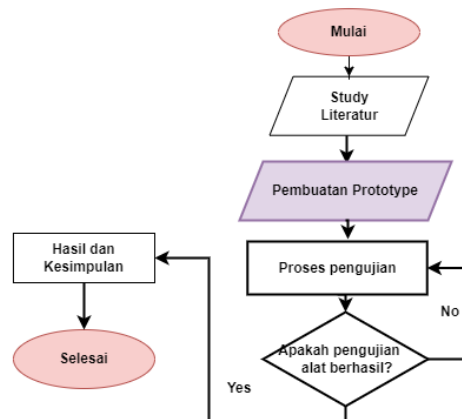 Mulai
Study
Literatur
Pembuatan Prototype
Proses pengujian
Hasil dan
Kesimpulan
Selesai
Apakah pengujian
alat berhasil?
No
Yes